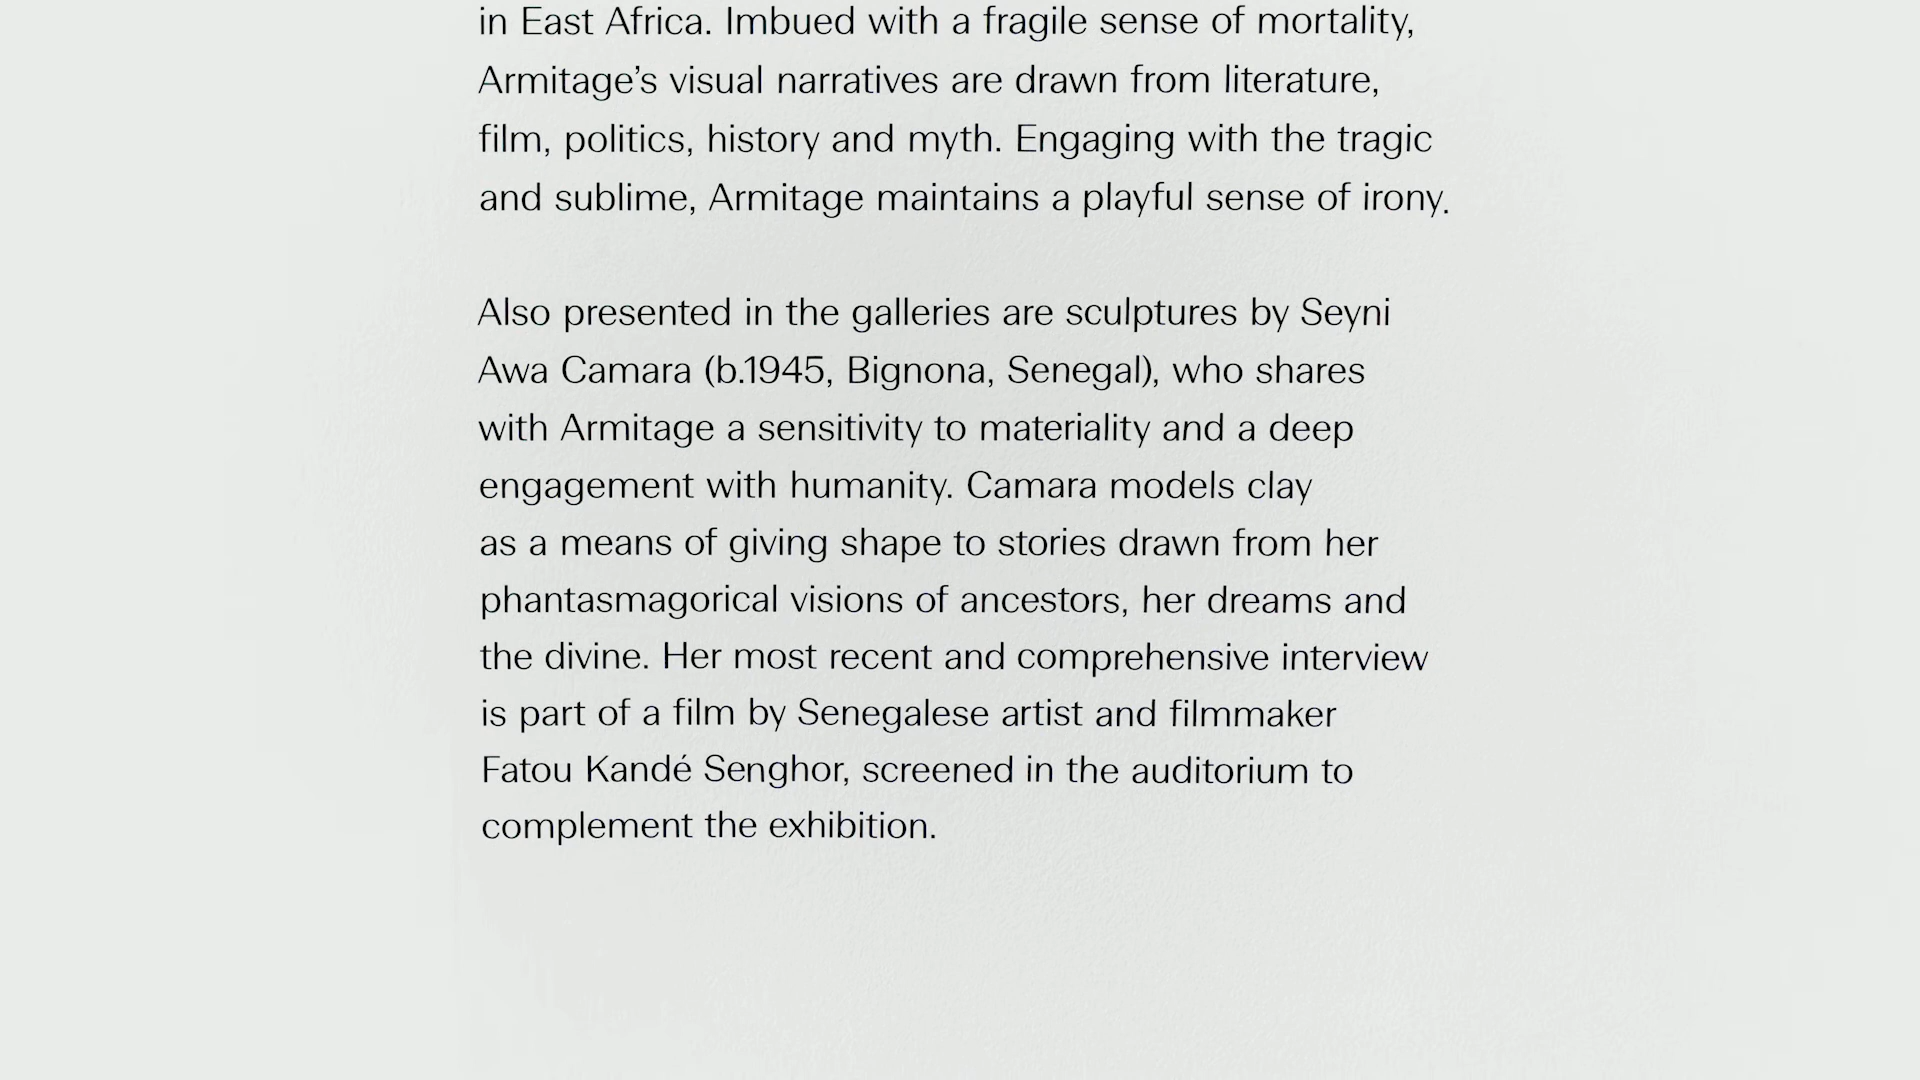 in East Africa. Imbued with a fragile sense of mortality,
Armitage’s visual narratives are drawn from literature,
film, politics, history and myth. Engaging with the tragic
and sublime, Armitage maintains a playful sense of irony.
Also presented in the galleries are sculptures by Seyni
Awa Camara (b.1945, Bignona, Senegal), who shares
with Armitage a sensitivity to materiality and a deep
engagement with humanity. Camara models clay
as a means of giving shape to stories drawn from her
phantasmagorical visions of ancestors, her dreams and
the divine. Her most recent and comprehensive interview
is part of a film by Senegalese artist and filmmaker
Fatou Kandé Senghor, screened in the auditorium to
complement the exhibition.